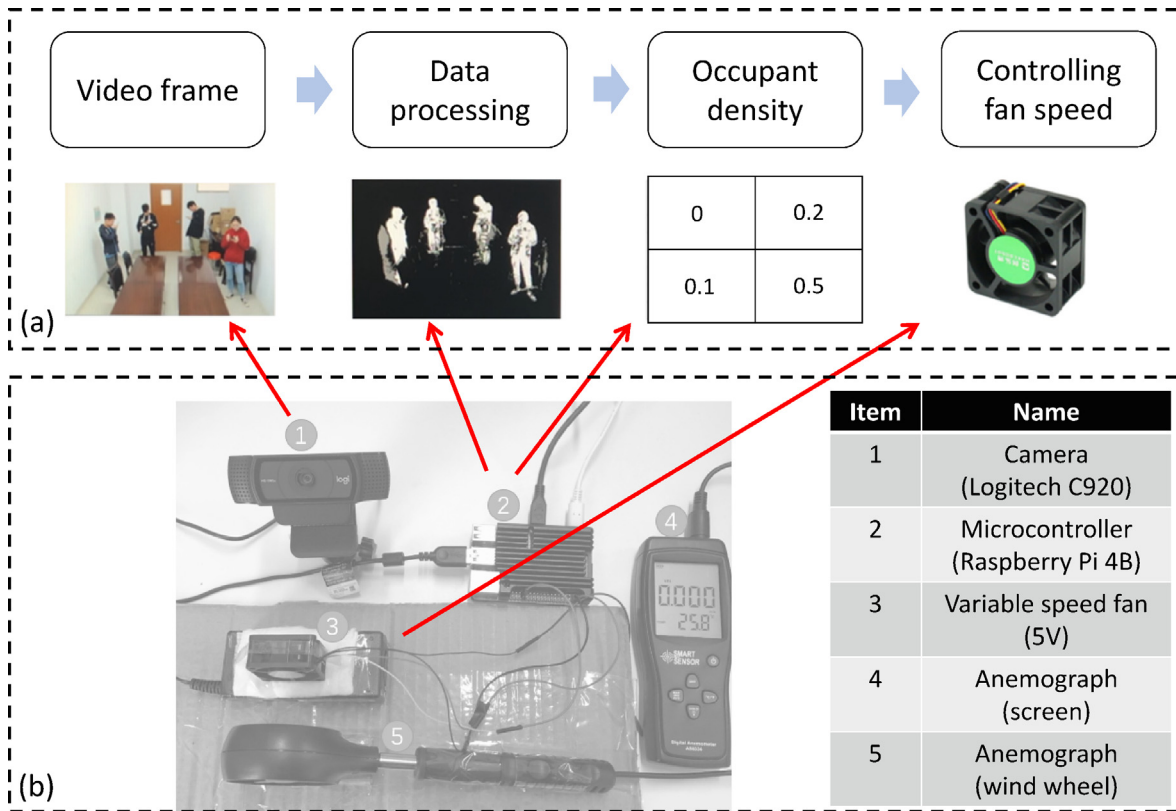 Video frame
Data
processing
Occupant
density
Controlling
fan speed
0
0.2
0.1
0.5
(a)
1
2
3
4
5
logi
0.000
25.8
SMART
SENSOR
Digital Anemometer
Item
Name
1
Camera
(Logitech C920)
2
Microcontroller
(Raspberry Pi 4B)
3
Variable speed fan
(5V)
4
Anemograph
(screen)
5
Anemograph
(wind wheel)
(b)